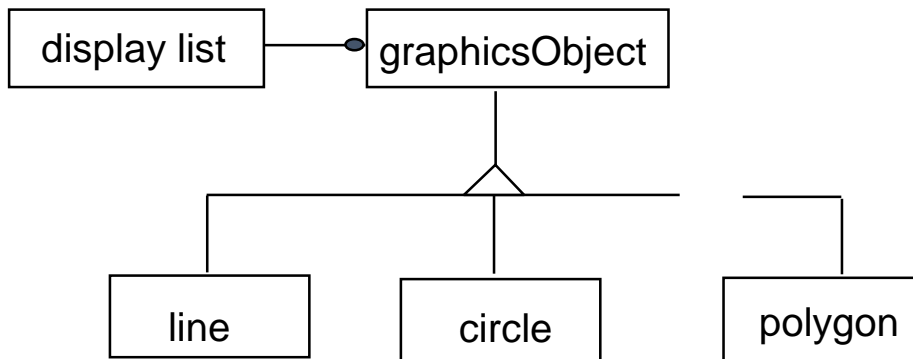 display list
graphicsObject
line
circle
polygon